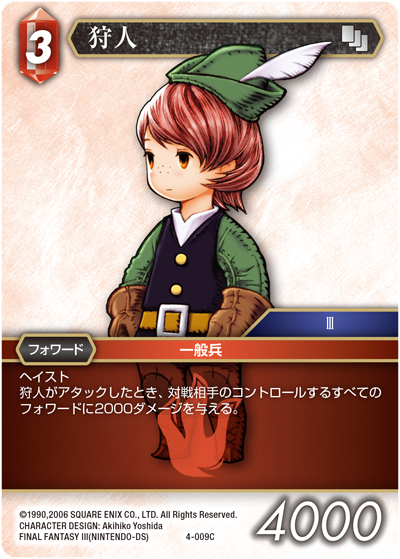 3
狩人
III
フォワード
一般兵
ヘイスト
狩人がアタックしたとき、対戦相手のコントロールするすべての
フォワードに2000ダメージを与える。
©1990,2006 SQUARE ENIX CO., LTD. All Rights Reserved.
CHARACTER DESIGN: Akihiko Yoshida
FINAL FANTASY III(NINTENDO-DS)
4-009C
4000